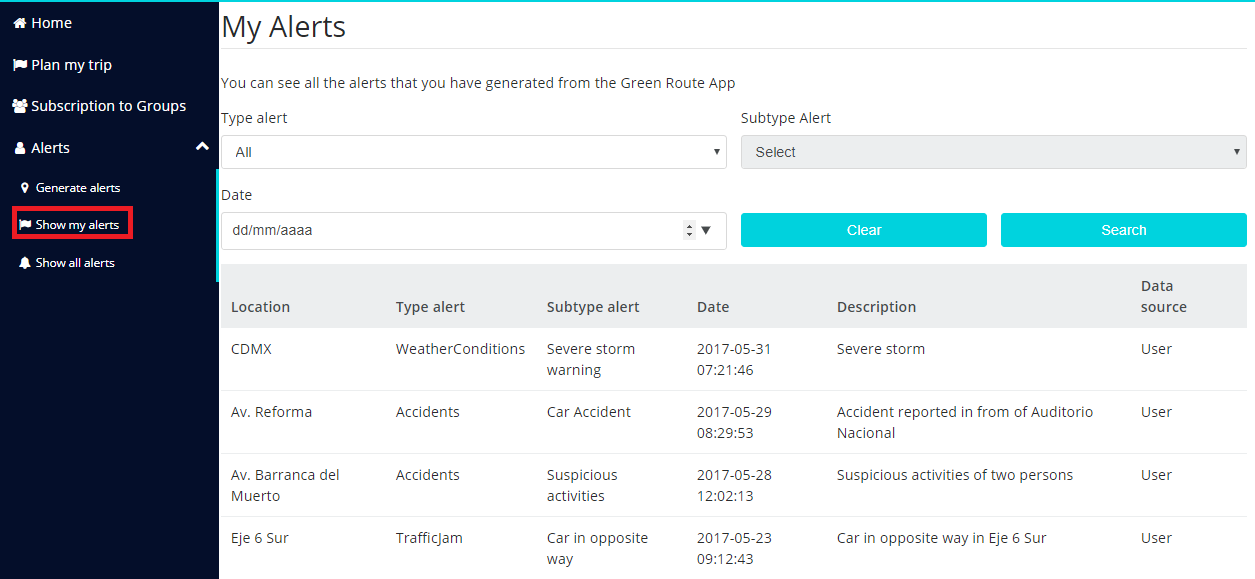 Home
Plan my trip
Subscription to Groups
Alerts
Generate alerts
Show my alerts
Show all alerts
My Alerts
You can see all the alerts that you have generated from the Green Route App
Type alert Subtype Alert
All Select
Date
dd/mm/aaaa Clear Search
Location Type alert Subtype alert Date Description Data source
CDMX WeatherConditions Severe storm 2017-05-31 Severe storm User
warning 07:21:46
Av. Reforma Accidents Car Accident 2017-05-29 Accident reported in from of Auditorio User
08:29:53 Nacional
Av. Barranca del Accidents Suspicious 2017-05-28 Suspicious activities of two persons User
Muerto activities 12:02:13
Eje 6 Sur TrafficJam Car in opposite 2017-05-23 Car in opposite way in Eje 6 Sur User
way 09:12:43